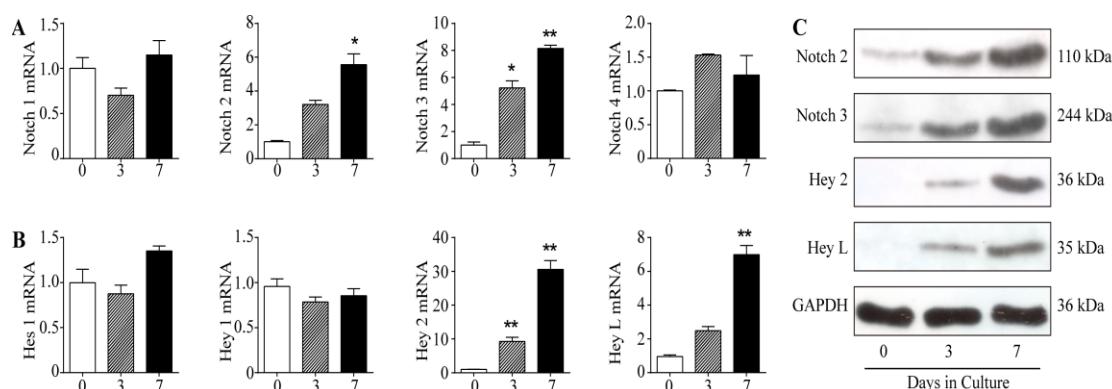 A
Notch 1 mRNA
1.5
1.0
0.5
0.0
0 3 7
Notch 2 mRNA
8
6
4
2
0
*
0 3 7
Notch 3 mRNA
10
8
6
4
2
0
*
**
0 3 7
Notch 4 mRNA
2.0
1.5
1.0
0.5
0.0
0 3 7
B
Hes 1 mRNA
1.5
1.0
0.5
0.0
0 3 7
Hey 1 mRNA
1.5
1.0
0.5
0.0
0 3 7
Hey 2 mRNA
40
30
20
10
0
**
**
0 3 7
Hey L mRNA
8
6
4
2
0
**
0 3 7
C
Notch 2 110 kDa
Notch 3 244 kDa
Hey 2 36 kDa
Hey L 35 kDa
GAPDH 36 kDa
0 3 7
Days in Culture